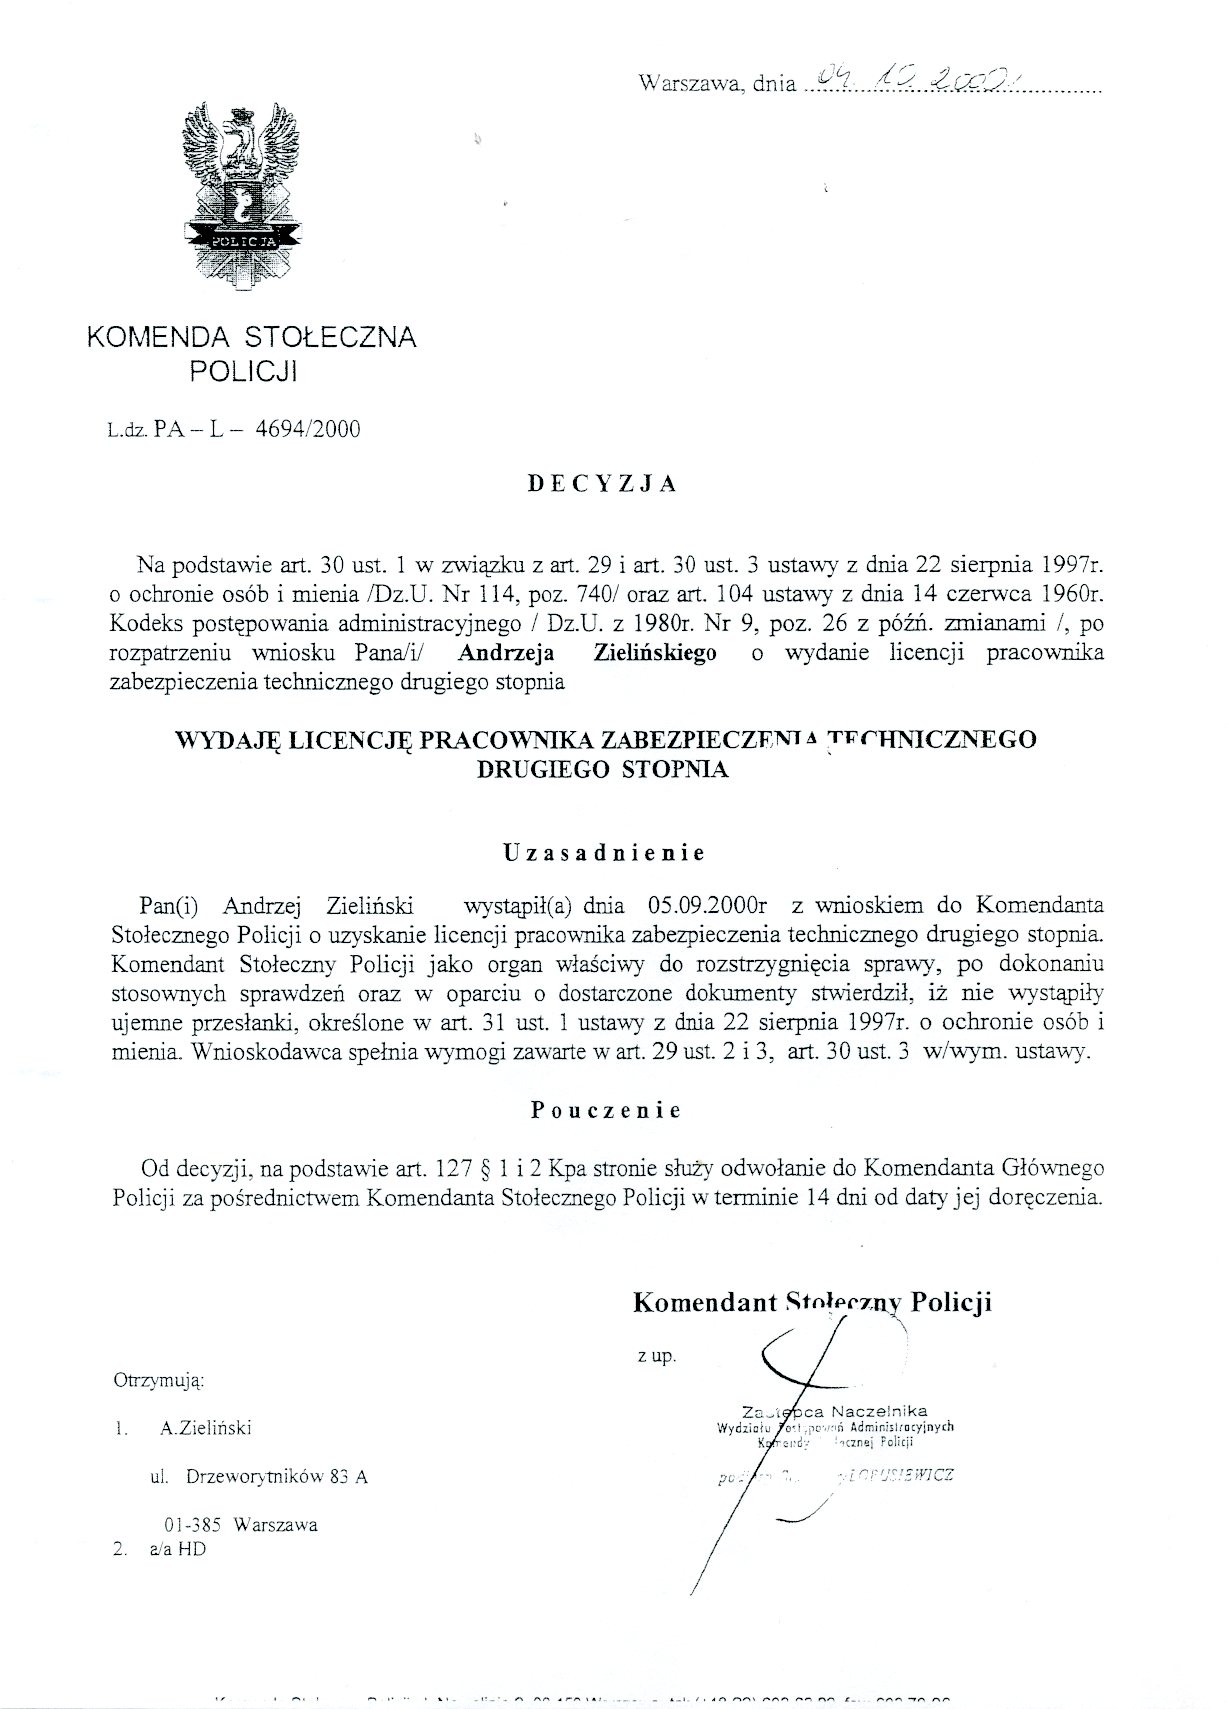 Warszawa, dnia 04. 10. 2000
POLICJA
KOMENDA STOŁECZNA
POLICJI
L.dz. PA – L – 4694/2000
DECYZJA
Na podstawie art. 30 ust. 1 w związku z art. 29 i art. 30 ust. 3 ustawy z dnia 22 sierpnia 1997r.
o ochronie osób i mienia /Dz.U. Nr 114, poz. 740/ oraz art. 104 ustawy z dnia 14 czerwca 1960r.
Kodeks postępowania administracyjnego / Dz.U. z 1980r. Nr 9, poz. 26 z późń. zmianami /, po
rozpatrzeniu wniosku Pana/i/ Andrzeja Zielińskiego o wydanie licencji pracownika
zabezpieczenia technicznego drugiego stopnia
WYDAJĘ LICENCJĘ PRACOWNIKA ZABEZPIECZENIA TECHNICZNEGO
DRUGIEGO STOPNIA
Uzasadnienie
Pan(i) Andrzej Zieliński wystąpił(a) dnia 05.09.2000r z wnioskiem do Komendanta
Stołecznego Policji o uzyskanie licencji pracownika zabezpieczenia technicznego drugiego stopnia.
Komendant Stołeczny Policji jako organ właściwy do rozstrzygnięcia sprawy, po dokonaniu
stosownych sprawdzeń oraz w oparciu o dostarczone dokumenty stwierdził, iż nie wystąpiły
ujemne przesłanki, określone w art. 31 ust. 1 ustawy z dnia 22 sierpnia 1997r. o ochronie osób i
mienia. Wnioskodawca spełnia wymogi zawarte w art. 29 ust. 2 i 3, art. 30 ust. 3 w/wym. ustawy.
Pouczenie
Od decyzji, na podstawie art. 127 § 1 i 2 Kpa stronie służy odwołanie do Komendanta Głównego
Policji za pośrednictwem Komendanta Stołecznego Policji w terminie 14 dni od daty jej doręczenia.
Komendant Stołeczny Policji
z up.
Zastępca Naczelnika
Wydziału Postępowań Administracyjnych
Komendy Stołecznej Policji
Otrzymują:
1. A.Zieliński
ul. Drzeworytników 83 A
01-385 Warszawa
2. a/a HD